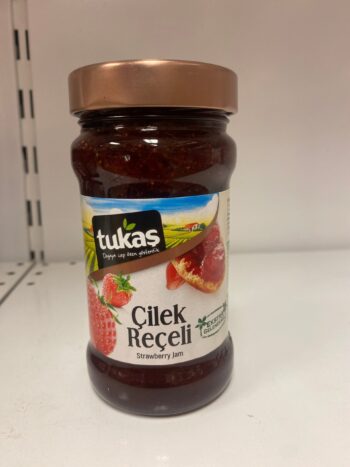 tukaş
Çilek
Reçeli
Strawberry Jam